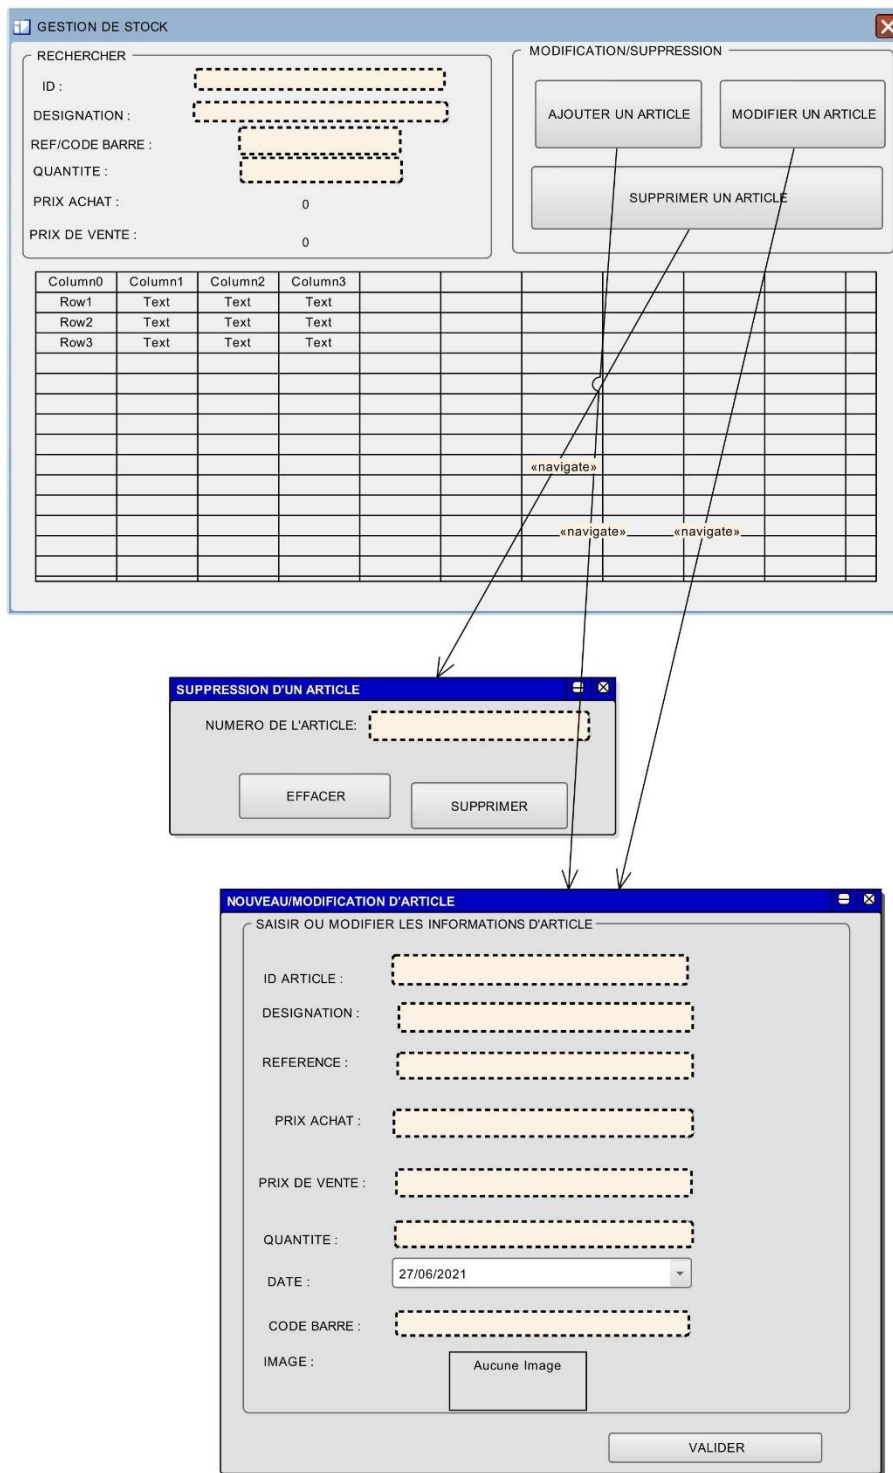 GESTION DE STOCK
RECHERCHER
ID :
DESIGNATION :
REF/CODE BARRE :
QUANTITE :
PRIX ACHAT : 0
PRIX DE VENTE : 0
MODIFICATION/SUPPRESSION
AJOUTER UN ARTICLE MODIFIER UN ARTICLE
SUPPRIMER UN ARTICLE
Column0 Column1 Column2 Column3
Row1 Text Text Text
Row2 Text Text Text
Row3 Text Text Text
«navigate»
«navigate» «navigate»
SUPPRESSION D'UN ARTICLE
NUMERO DE L'ARTICLE:
EFFACER SUPPRIMER
NOUVEAU/MODIFICATION D'ARTICLE
SAISIR OU MODIFIER LES INFORMATIONS D'ARTICLE
ID ARTICLE :
DESIGNATION :
REFERENCE :
PRIX ACHAT :
PRIX DE VENTE :
QUANTITE :
DATE : 27/06/2021
CODE BARRE :
IMAGE : Aucune Image
VALIDER